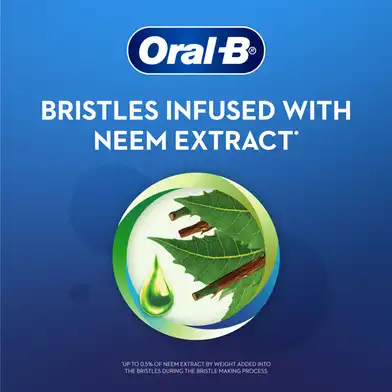 Oral-B®
BRISTLES INFUSED WITH
NEEM EXTRACT*
*UP TO 0.5% OF NEEM EXTRACT BY WEIGHT ADDED INTO
THE BRISTLES DURING THE BRISTLE MAKING PROCESS